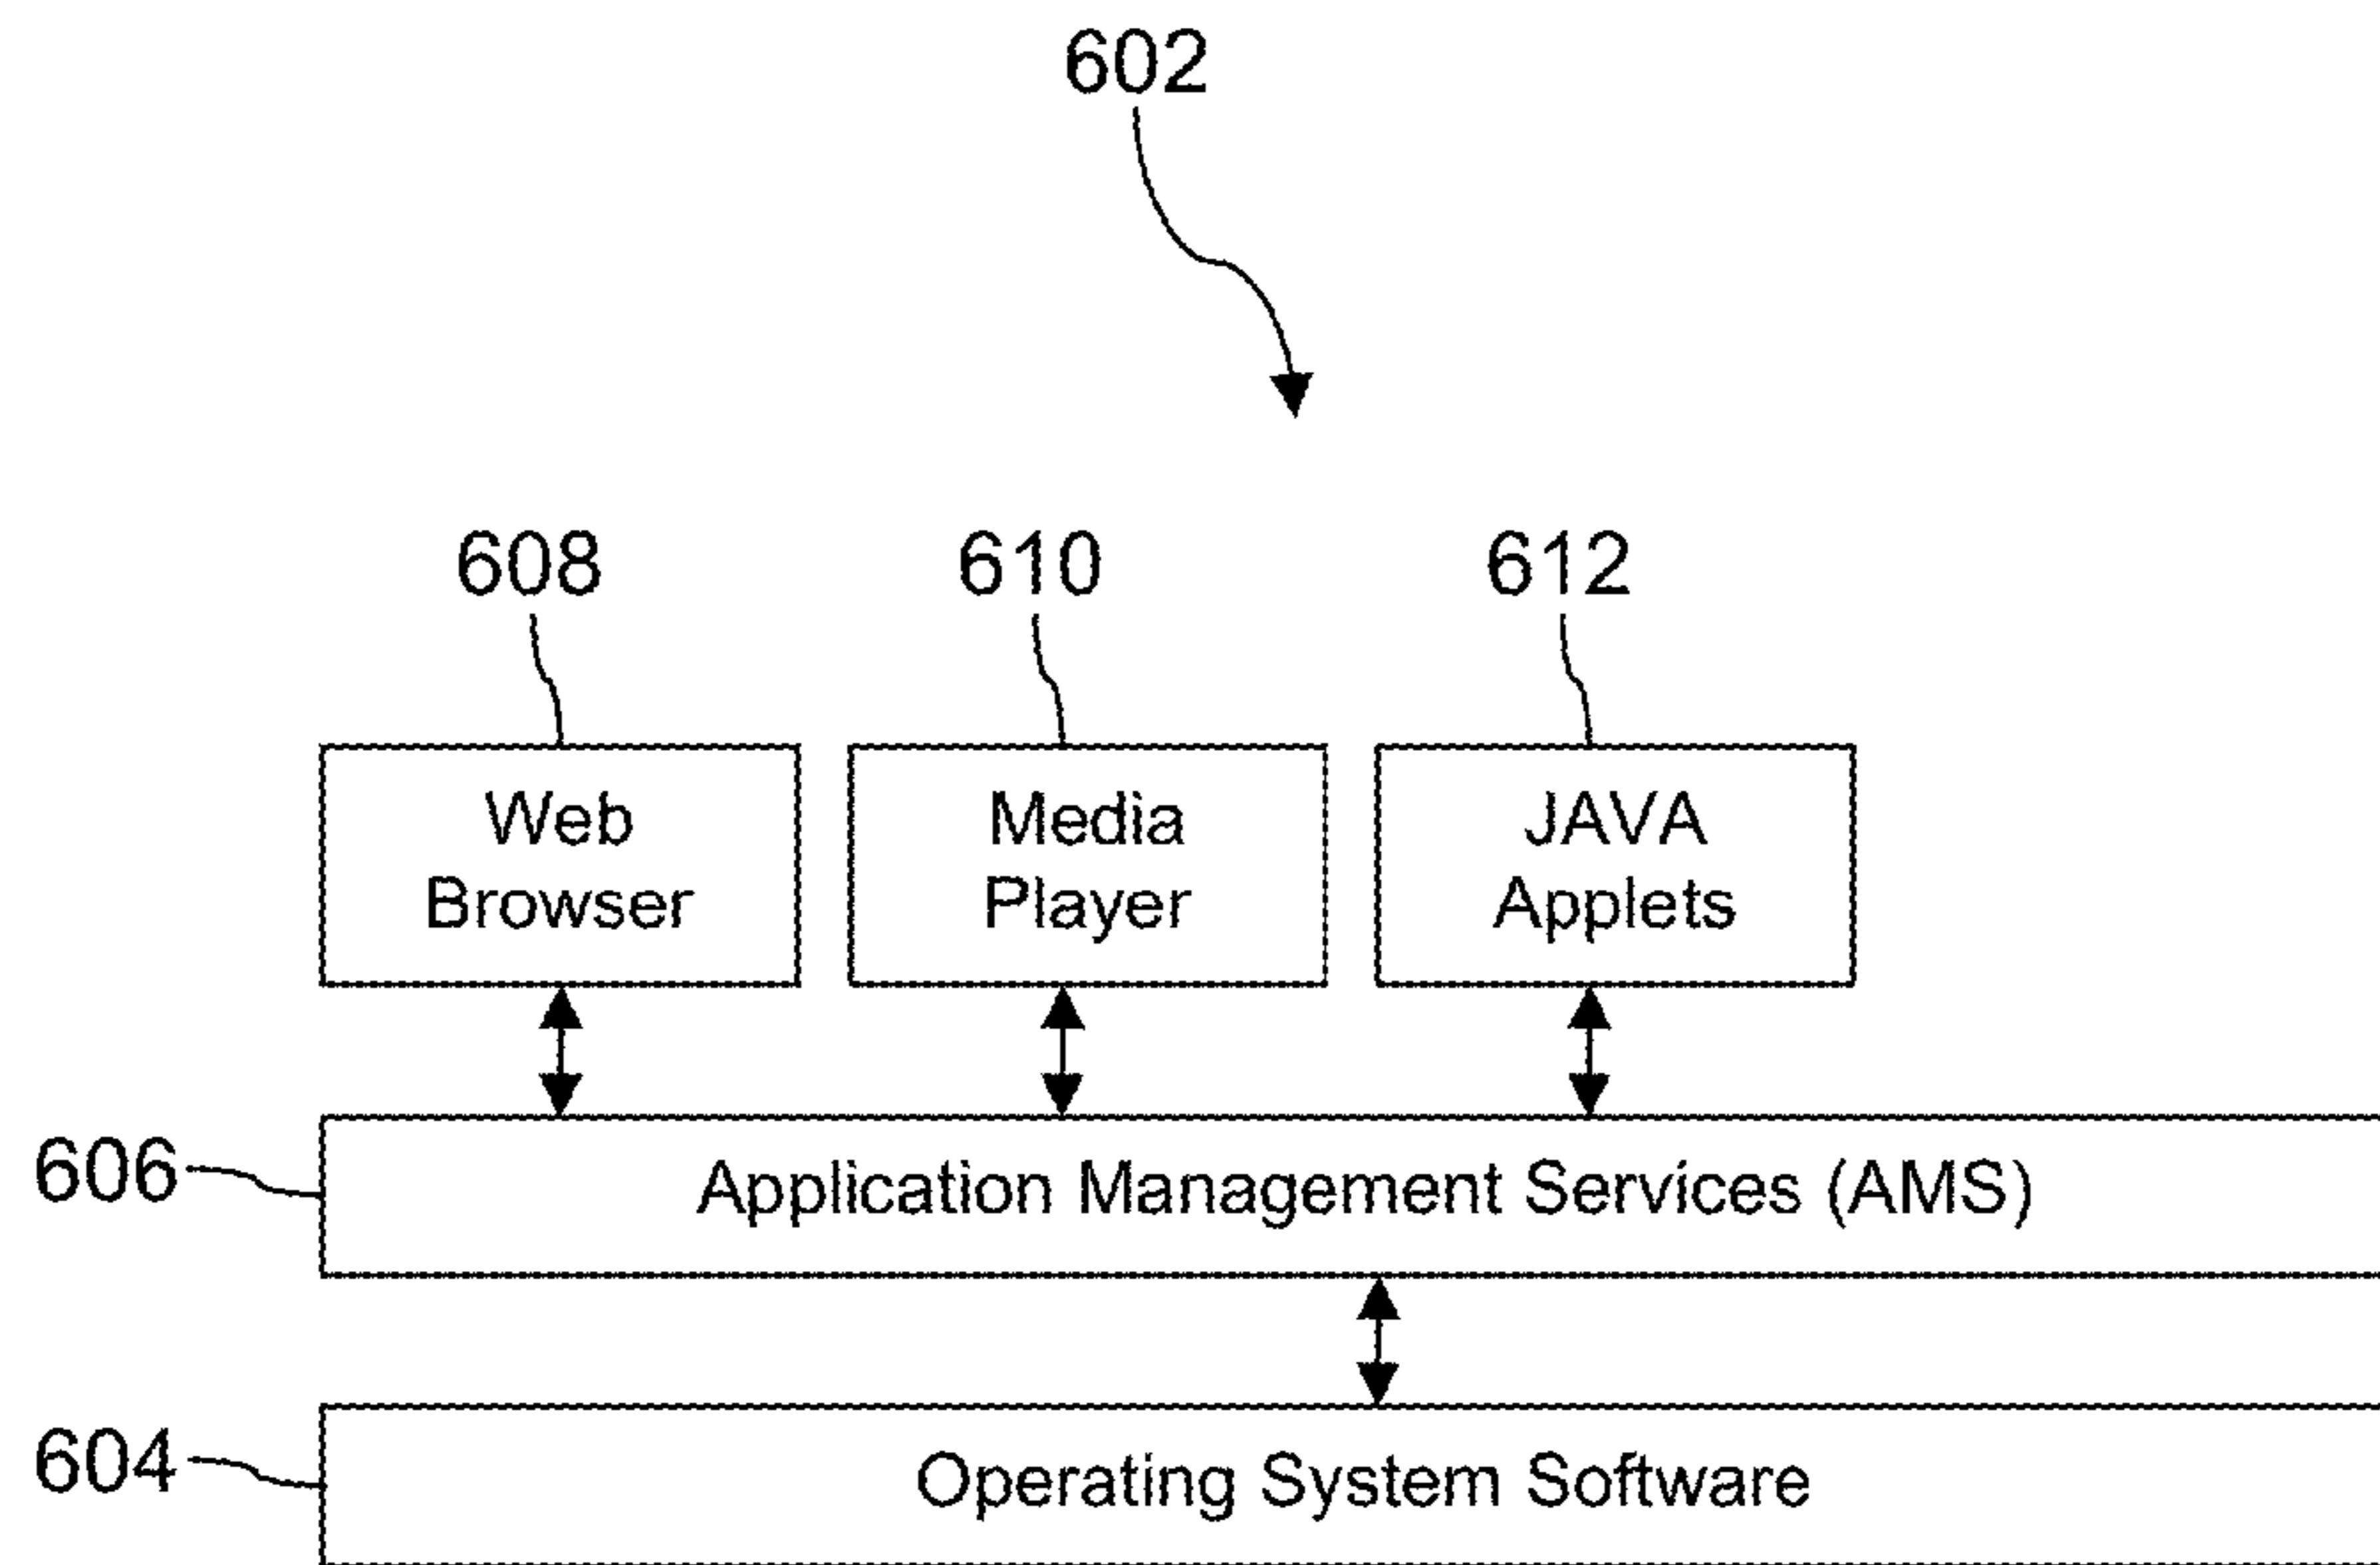 602
608
610
612
Web
Browser
Media
Player
JAVA
Applets
606
Application Management Services (AMS)
604
Operating System Software